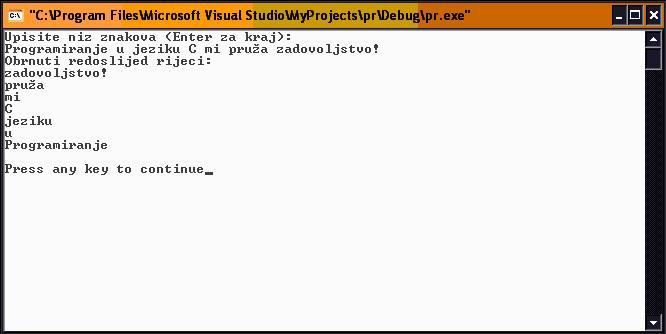 "C:\Program Files\Microsoft Visual Studio\MyProjects\pr\Debug\pr.exe"
Upisite niz znakova (Enter za kraj):
Programiranje u jeziku C mi pruža zadovoljstvo!
Obrnuti redoslijed rijeci:
zadovoljstvo!
pruža
mi
C
jeziku
u
Programiranje
Press any key to continue_